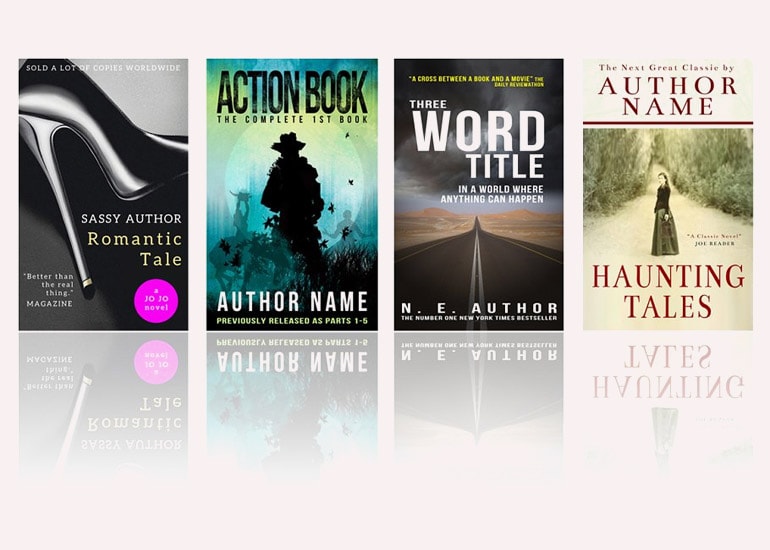 SOLD A LOT OF COPIES WORLDWIDE
SASSY AUTHOR
Romantic
Tale
"Better than
the real
thing."
MAGAZINE
a
JO JO
novel
ACTION BOOK
THE COMPLETE 1ST BOOK
AUTHOR NAME
PREVIOUSLY RELEASED AS PARTS 1-5
"A CROSS BETWEEN A BOOK AND A MOVIE" THE
DAILY REVIEWATHON
THREE
WORD
TITLE
IN A WORLD WHERE
ANYTHING CAN HAPPEN
N. E. AUTHOR
THE NUMBER ONE NEW YORK TIMES BESTSELLER
The Next Great Classic by
AUTHOR
NAME
"A Classic Novel"
JOE READER
HAUNTING
TALES